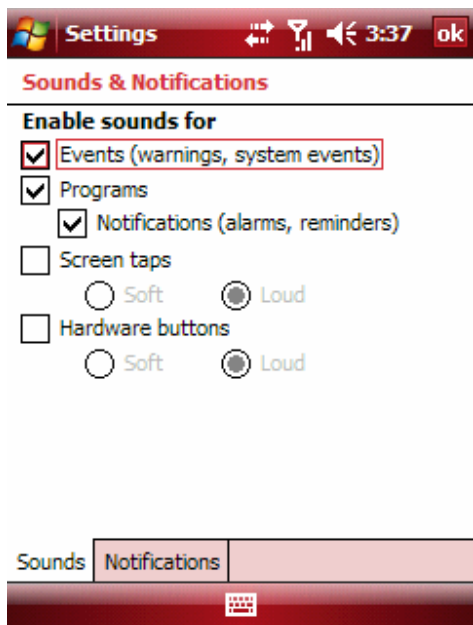 Settings 3:37 ok
Sounds & Notifications
Enable sounds for
Events (warnings, system events)
Programs
Notifications (alarms, reminders)
Screen taps
Soft Loud
Hardware buttons
Soft Loud
Sounds Notifications